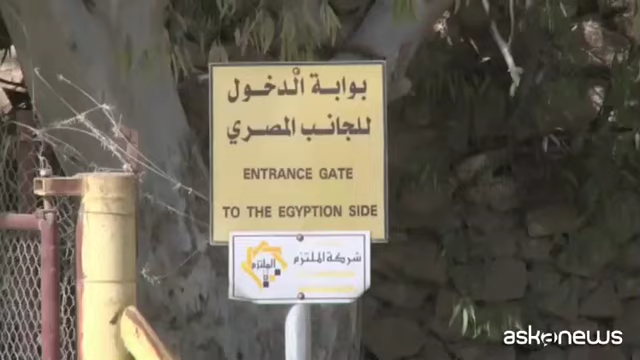 بوابة الدخول
للجانب المصري
ENTRANCE GATE
TO THE EGYPTION SIDE
الملتزم
شركة الملتزم
askanews